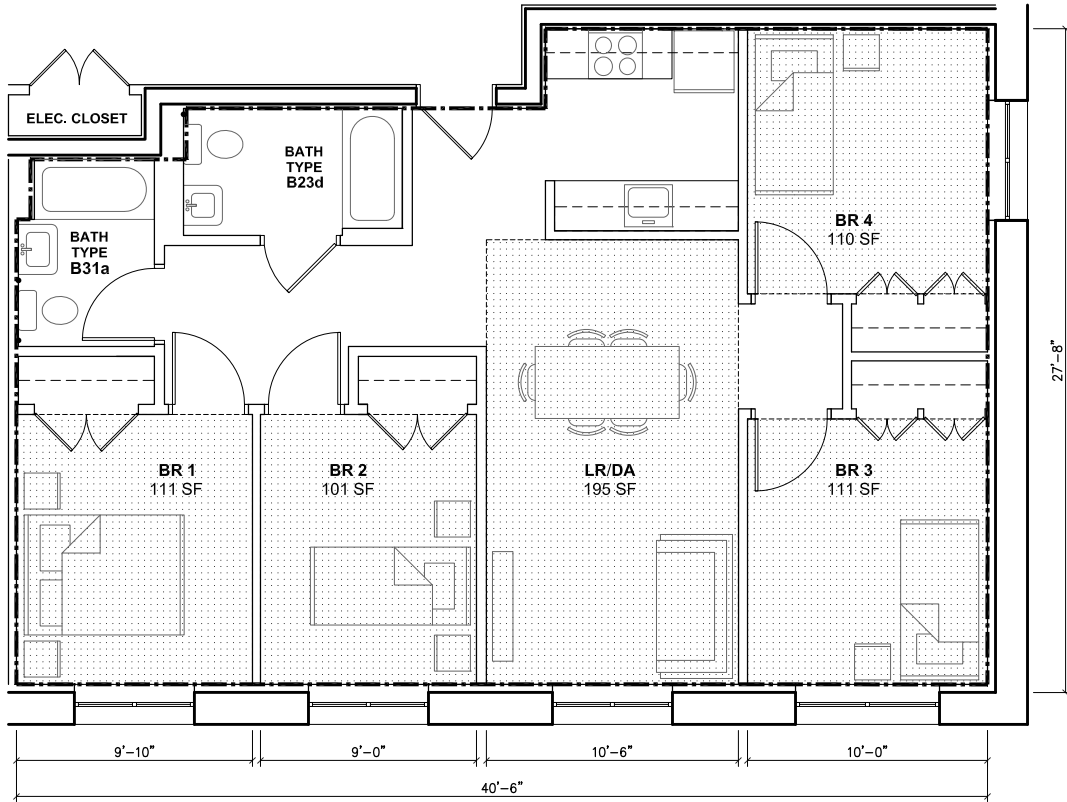 ELEC. CLOSET
BATH
TYPE
B23d
BATH
TYPE
B31a
BR 4
110 SF
27'-8"
BR 1
111 SF
BR 2
101 SF
LR/DA
195 SF
BR 3
111 SF
9'-10"
9'-0"
10'-6"
10'-0"
40'-6"